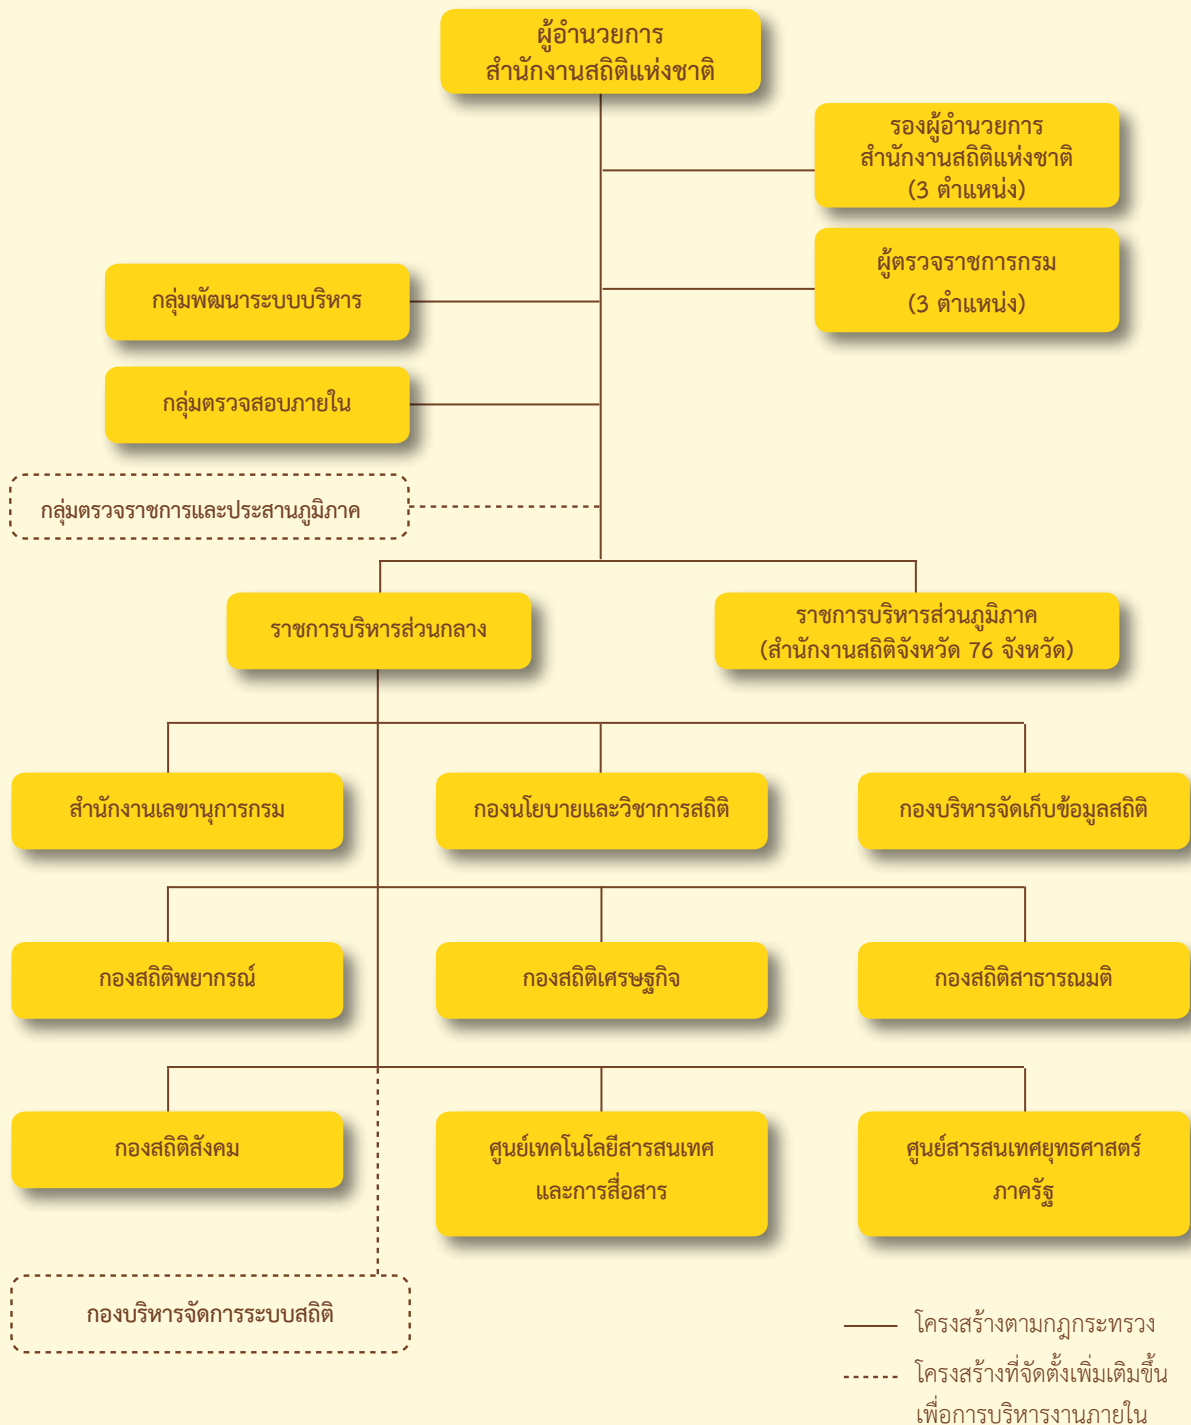 ผู้อำนวยการ
สำนักงานสถิติแห่งชาติ
รองผู้อำนวยการ
สำนักงานสถิติแห่งชาติ
(3 ตำแหน่ง)
ผู้ตรวจราชการกรม
(3 ตำแหน่ง)
กลุ่มพัฒนาระบบบริหาร
กลุ่มตรวจสอบภายใน
กลุ่มตรวจราชการและประสานภูมิภาค
ราชการบริหารส่วนกลาง
ราชการบริหารส่วนภูมิภาค
(สำนักงานสถิติจังหวัด 76 จังหวัด)
สำนักงานเลขานุการกรม
กองนโยบายและวิชาการสถิติ
กองบริหารจัดเก็บข้อมูลสถิติ
กองสถิติพยากรณ์
กองสถิติเศรษฐกิจ
กองสถิติสาธารณมติ
กองสถิติสังคม
ศูนย์เทคโนโลยีสารสนเทศ
และการสื่อสาร
ศูนย์สารสนเทศยุทธศาสตร์
ภาครัฐ
กองบริหารจัดการระบบสถิติ
โครงสร้างตามกฎกระทรวง
โครงสร้างที่จัดตั้งเพิ่มเติมขึ้น
เพื่อการบริหารงานภายใน